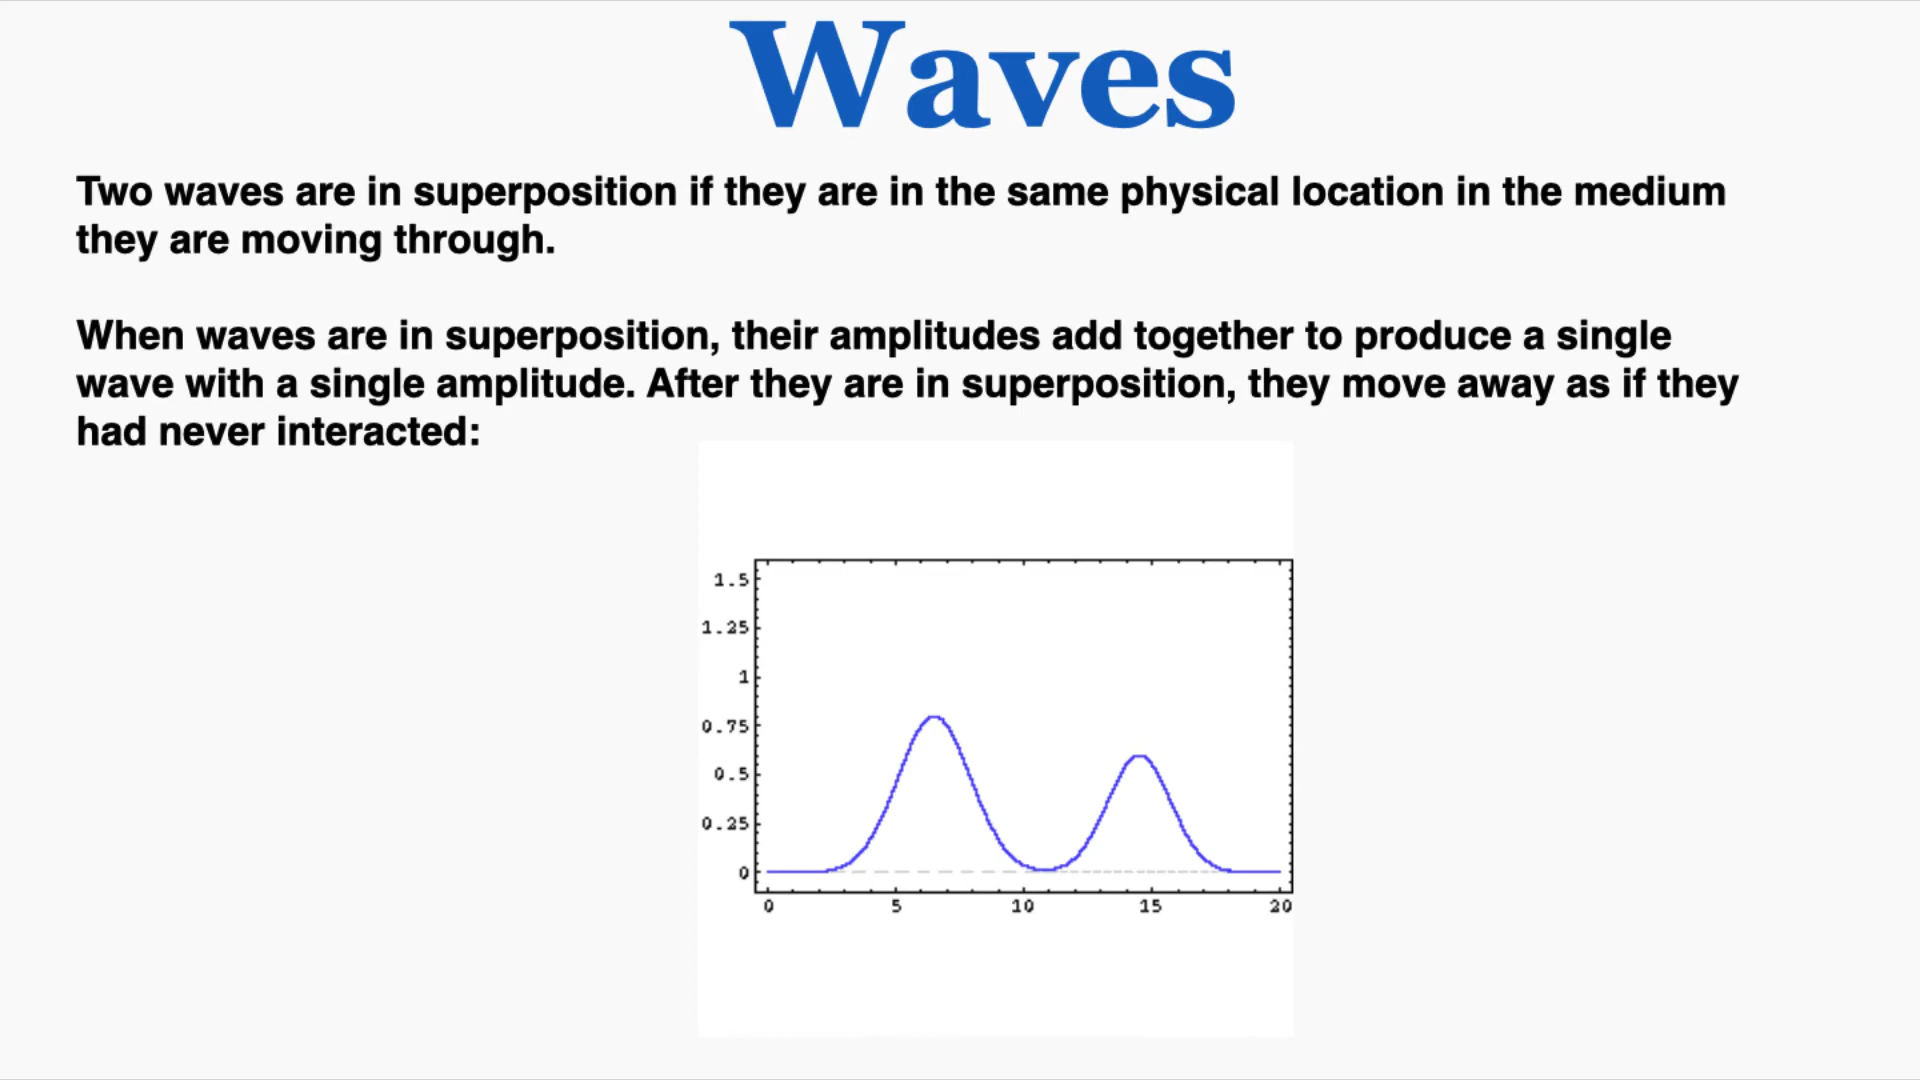 Waves
Two waves are in superposition if they are in the same physical location in the medium
they are moving through.
When waves are in superposition, their amplitudes add together to produce a single
wave with a single amplitude. After they are in superposition, they move away as if they
had never interacted:
1.5
1.25
1
0.75
0.5
0.25
0
0 5 10 15 20